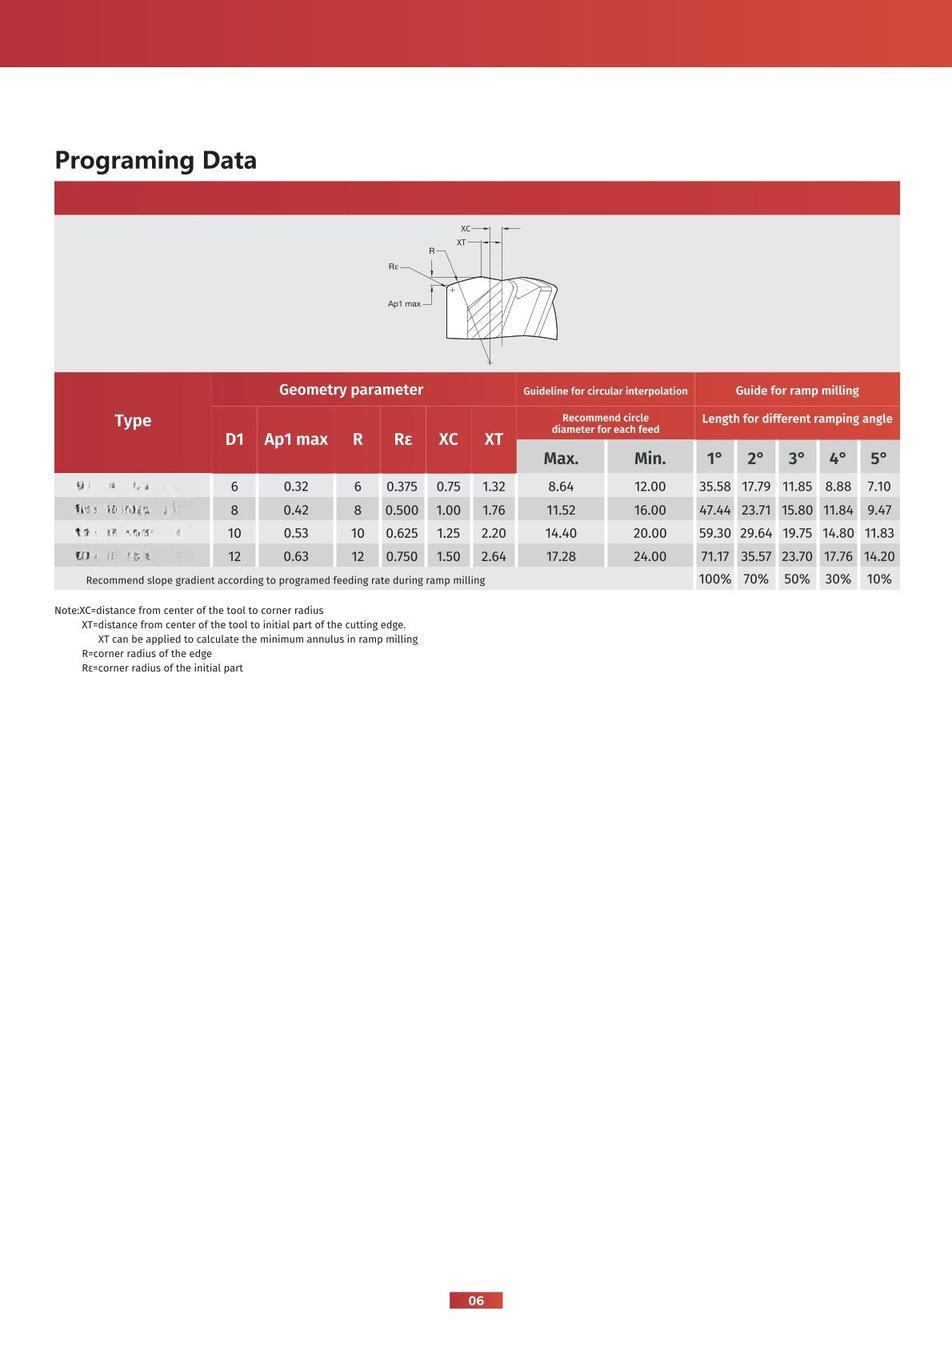 Programing Data
XC
XT
R
Rε
Ap1 max
Type
Geometry parameter
Guideline for circular interpolation
Guide for ramp milling
Recommend circle
diameter for each feed
Length for different ramping angle
D1 Ap1 max R Rε XC XT
Max. Min. 1° 2° 3° 4° 5°
6 0.32 6 0.375 0.75 1.32 8.64 12.00 35.58 17.79 11.85 8.88 7.10
8 0.42 8 0.500 1.00 1.76 11.52 16.00 47.44 23.71 15.80 11.84 9.47
10 0.53 10 0.625 1.25 2.20 14.40 20.00 59.30 29.64 19.75 14.80 11.83
12 0.63 12 0.750 1.50 2.64 17.28 24.00 71.17 35.57 23.70 17.76 14.20
Recommend slope gradient according to programed feeding rate during ramp milling 100% 70% 50% 30% 10%
Note:XC=distance from center of the tool to corner radius
XT=distance from center of the tool to initial part of the cutting edge.
XT can be applied to calculate the minimum annulus in ramp milling
R=corner radius of the edge
Rε=corner radius of the initial part
06